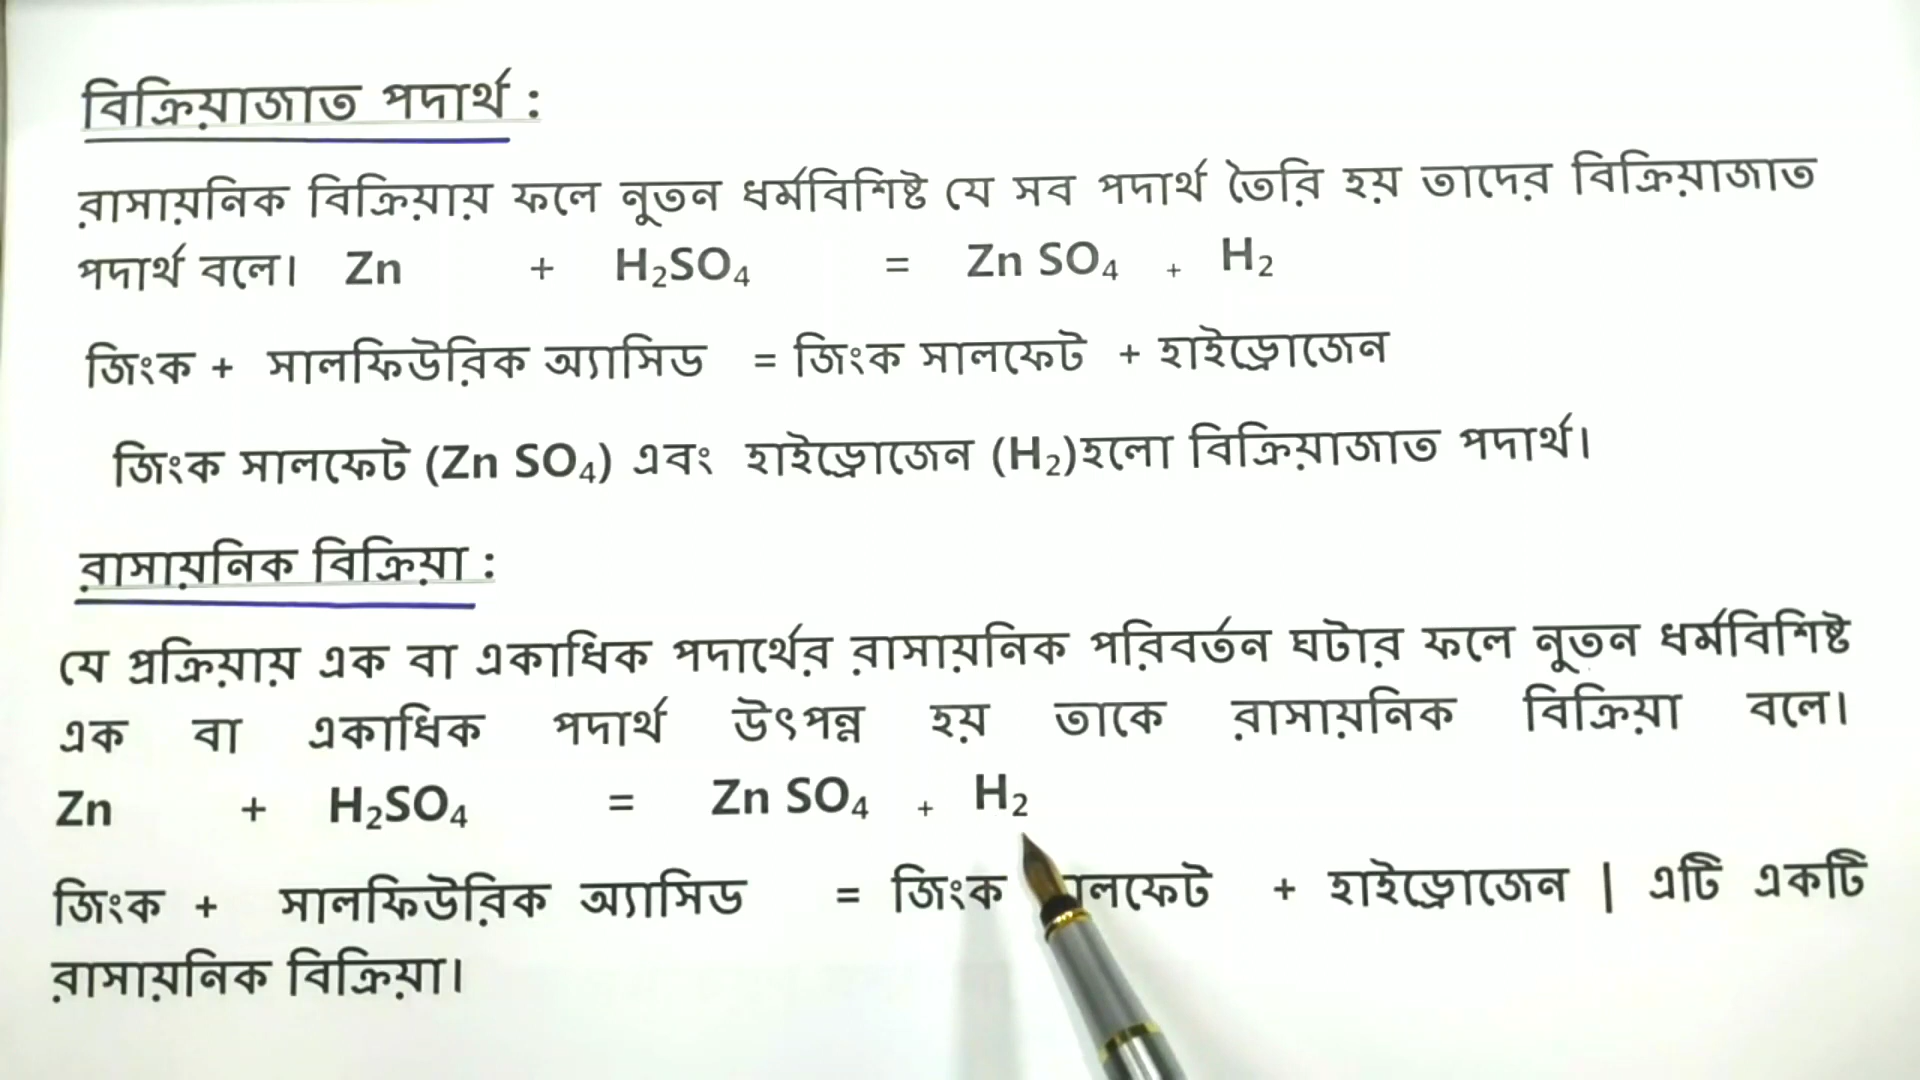 বিক্রিয়াজাত পদার্থ :
রাসায়নিক বিক্রিয়ায় ফলে নুতন ধর্মবিশিষ্ট যে সব পদার্থ তৈরি হয় তাদের বিক্রিয়াজাত
পদার্থ বলে। Zn + H₂SO₄ = Zn SO₄ + H₂
জিংক + সালফিউরিক অ্যাসিড = জিংক সালফেট + হাইড্রোজেন
জিংক সালফেট (Zn SO₄) এবং হাইড্রোজেন (H₂)হলো বিক্রিয়াজাত পদার্থ।
রাসায়নিক বিক্রিয়া :
যে প্রক্রিয়ায় এক বা একাধিক পদার্থের রাসায়নিক পরিবর্তন ঘটার ফলে নুতন ধর্মবিশিষ্ট
এক বা একাধিক পদার্থ উৎপন্ন হয় তাকে রাসায়নিক বিক্রিয়া বলে।
Zn + H₂SO₄ = Zn SO₄ + H₂
জিংক + সালফিউরিক অ্যাসিড = জিংক + হাইড্রোজেন | এটি একটি
রাসায়নিক বিক্রিয়া।